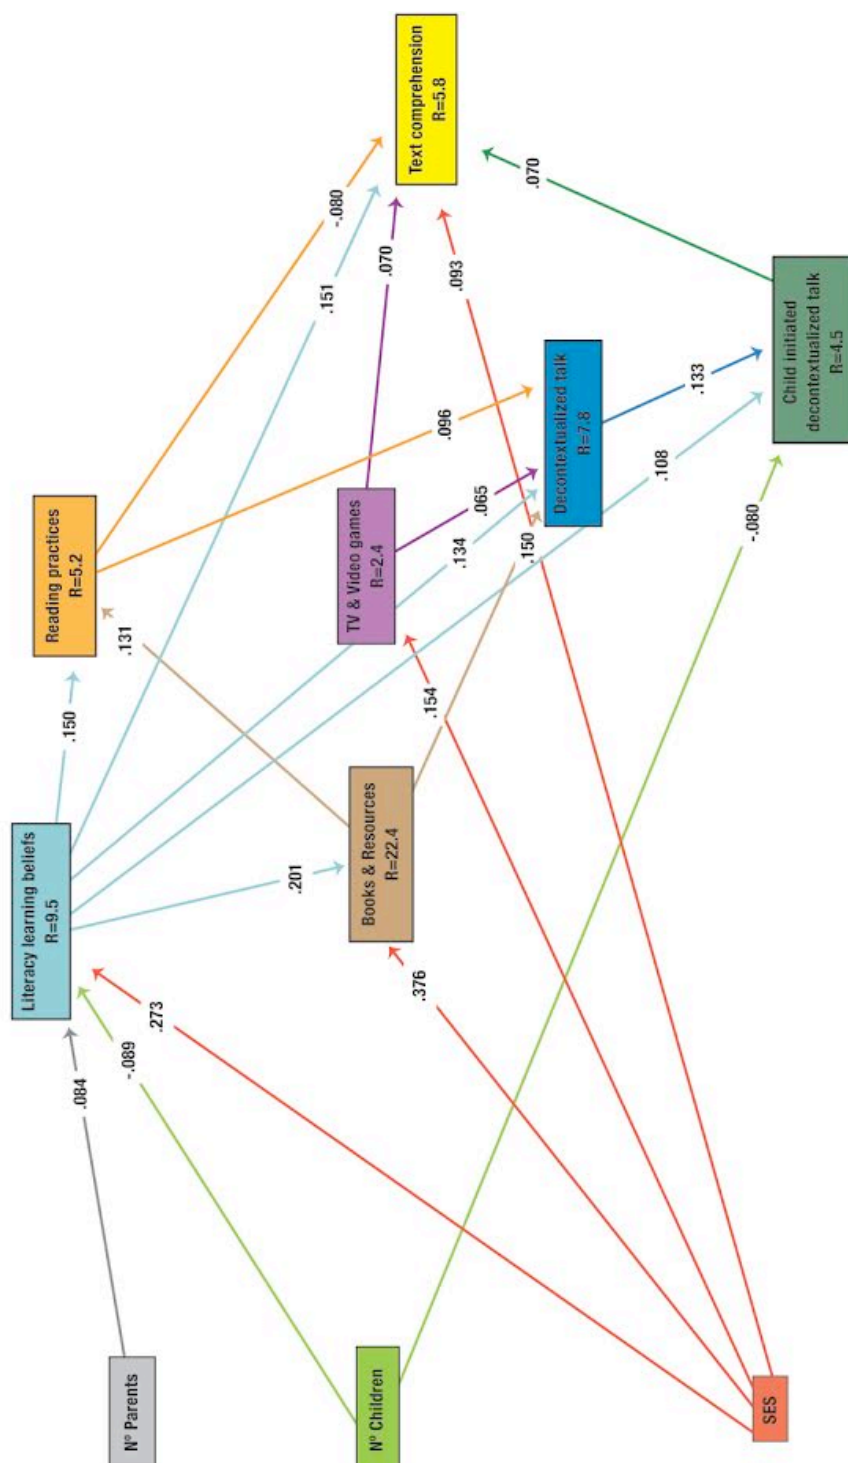 Nº Parents
Nº Children
SES
.084
-.089
.273
Literacy learning beliefs
R=9.5
.376
.201
Books & Resources
R=22.4
.150
.131
Reading practices
R=5.2
.154
TV & Video games
R=2.4
.134
.065
.150
.108
-.080
Decontextualized talk
R=7.8
.096
.151
-.080
.070
.093
.133
Child initiated
decontextualized talk
R=4.5
.070
Text comprehension
R=5.8